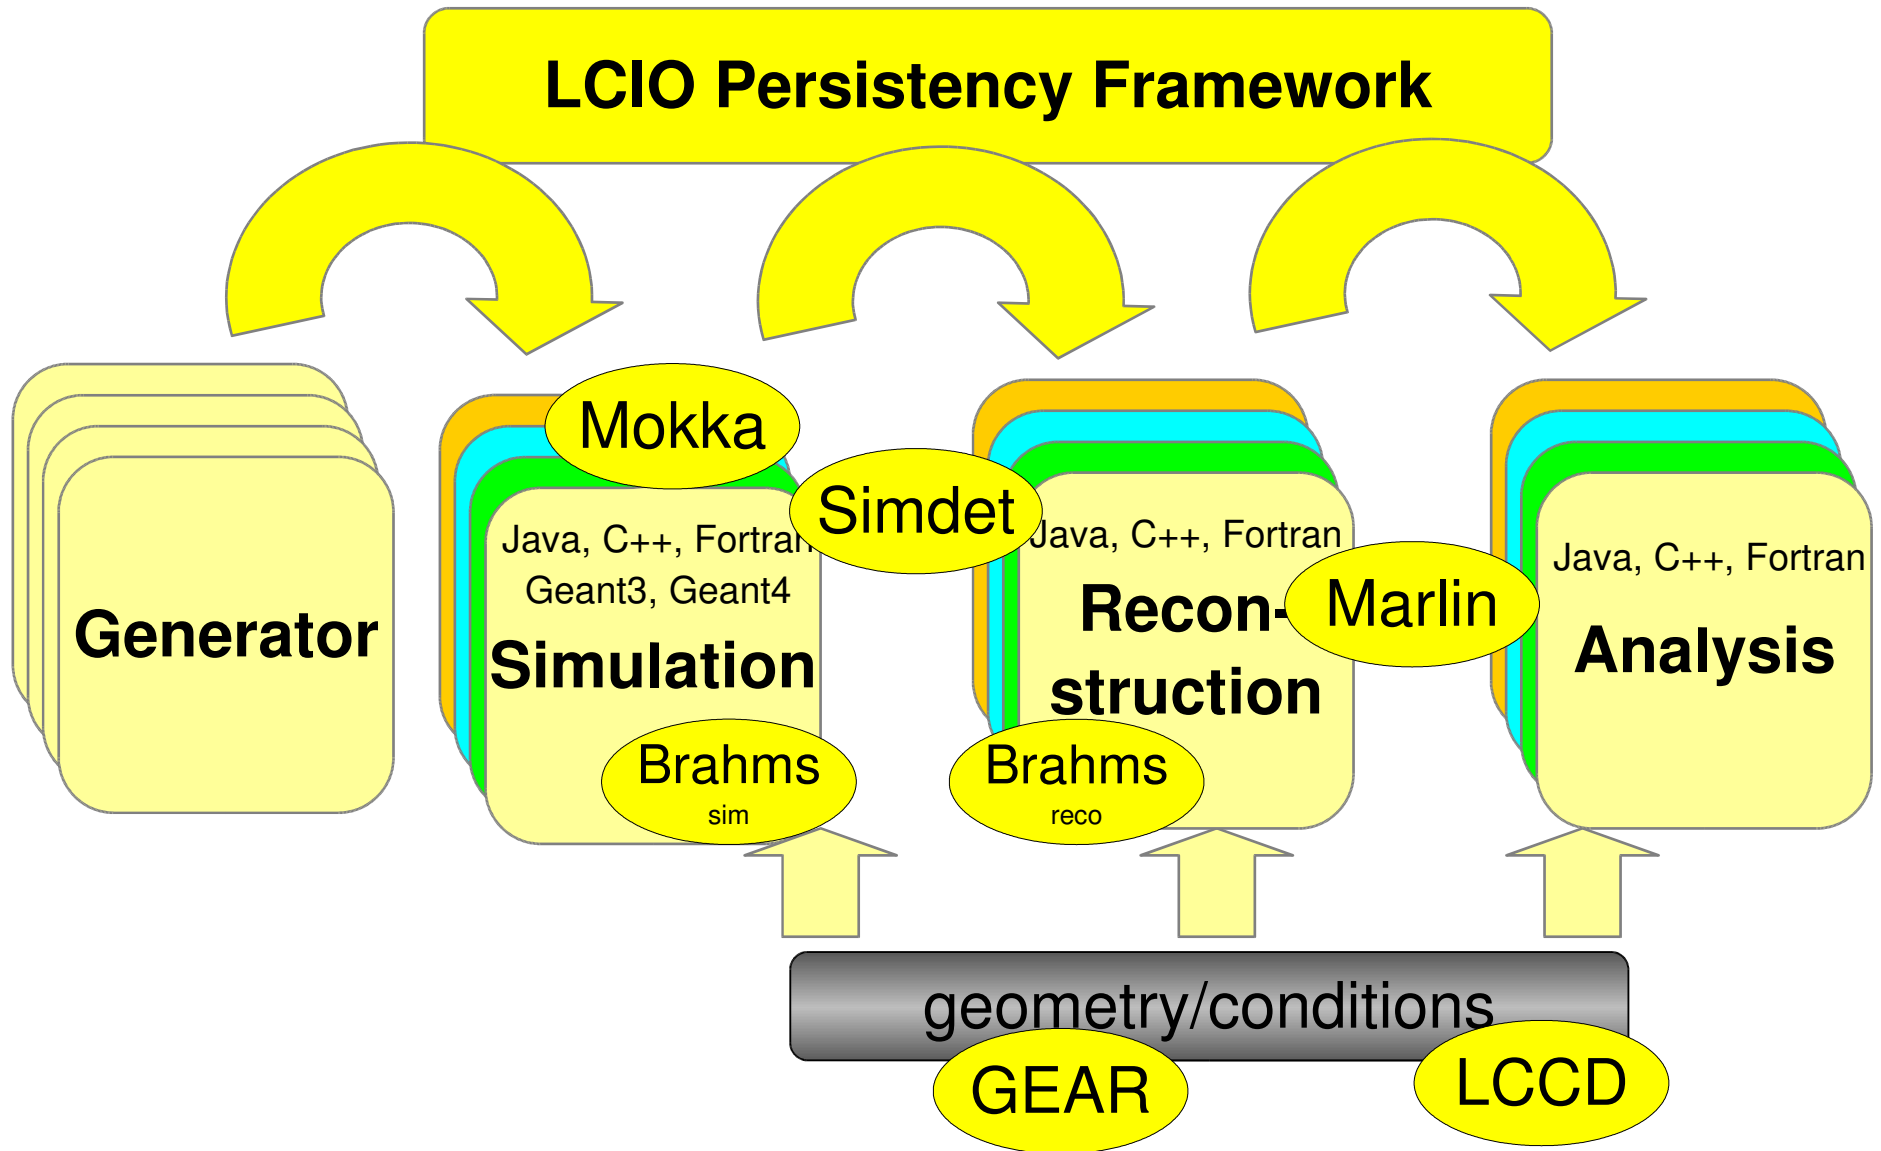 LCIO Persistency Framework
Generator
Mokka
Java, C++, Fortran
Geant3, Geant4
Simulation
Brahms
sim
Simdet
Java, C++, Fortran
Recon-
struction
Brahms
reco
Marlin
Java, C++, Fortran
Analysis
geometry/conditions
GEAR
LCCD